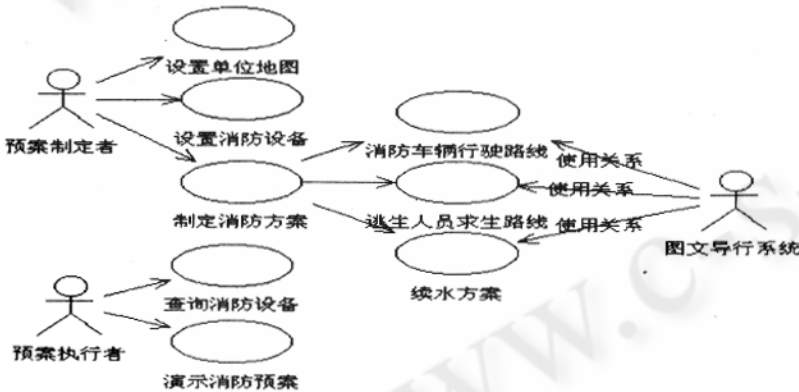 设置单位地图
预案制定者
设置消防设备
消防车辆行驶路线
使用关系
使用关系
制定消防方案
逃生人员求生路线
使用关系
图文导行系统
续水方案
查询消防设备
预案执行者
演示消防预案
www.c-s